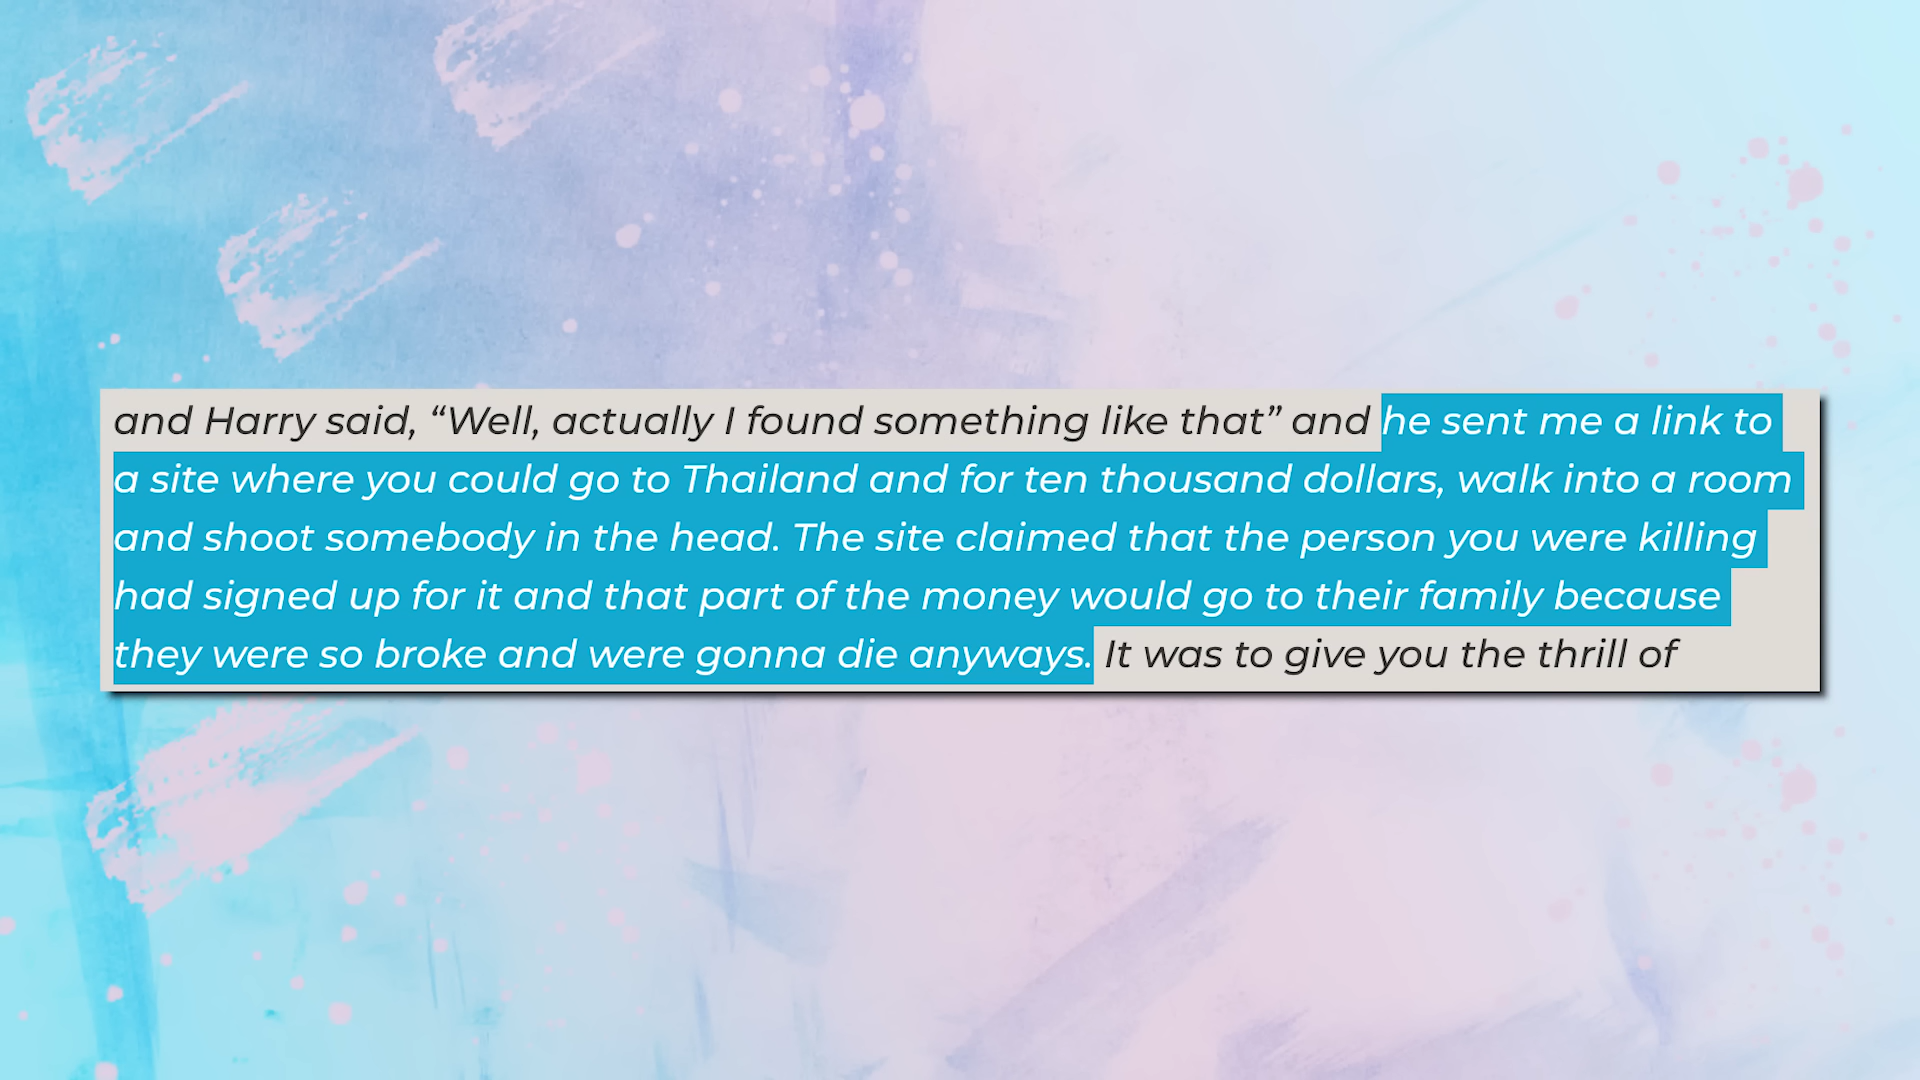 and Harry said, “Well, actually I found something like that” and he sent me a link to
a site where you could go to Thailand and for ten thousand dollars, walk into a room
and shoot somebody in the head. The site claimed that the person you were killing
had signed up for it and that part of the money would go to their family because
they were so broke and were gonna die anyways. It was to give you the thrill of